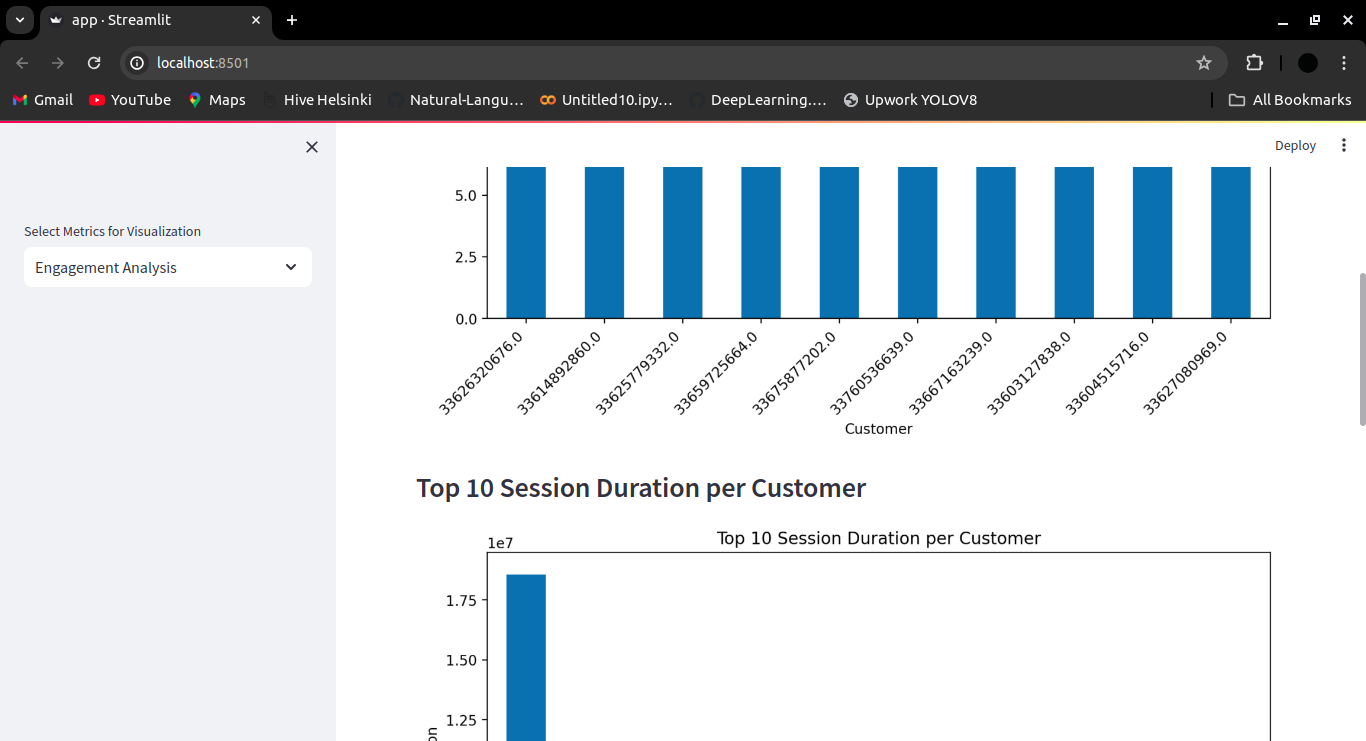 app · Streamlit
localhost:8501
Gmail YouTube Maps Hive Helsinki Natural-Langu... Untitled10.ipy... DeepLearning.... Upwork YOLOV8 All Bookmarks
Deploy
Select Metrics for Visualization
Engagement Analysis
5.0
2.5
0.0
33626320676.0
33614892860.0
33625779332.0
33659725664.0
33675877202.0
33760536639.0
33667163239.0
33603127838.0
33604515716.0
33627080969.0
Customer
Top 10 Session Duration per Customer
Top 10 Session Duration per Customer
1e7
1.75
1.50
1.25
on